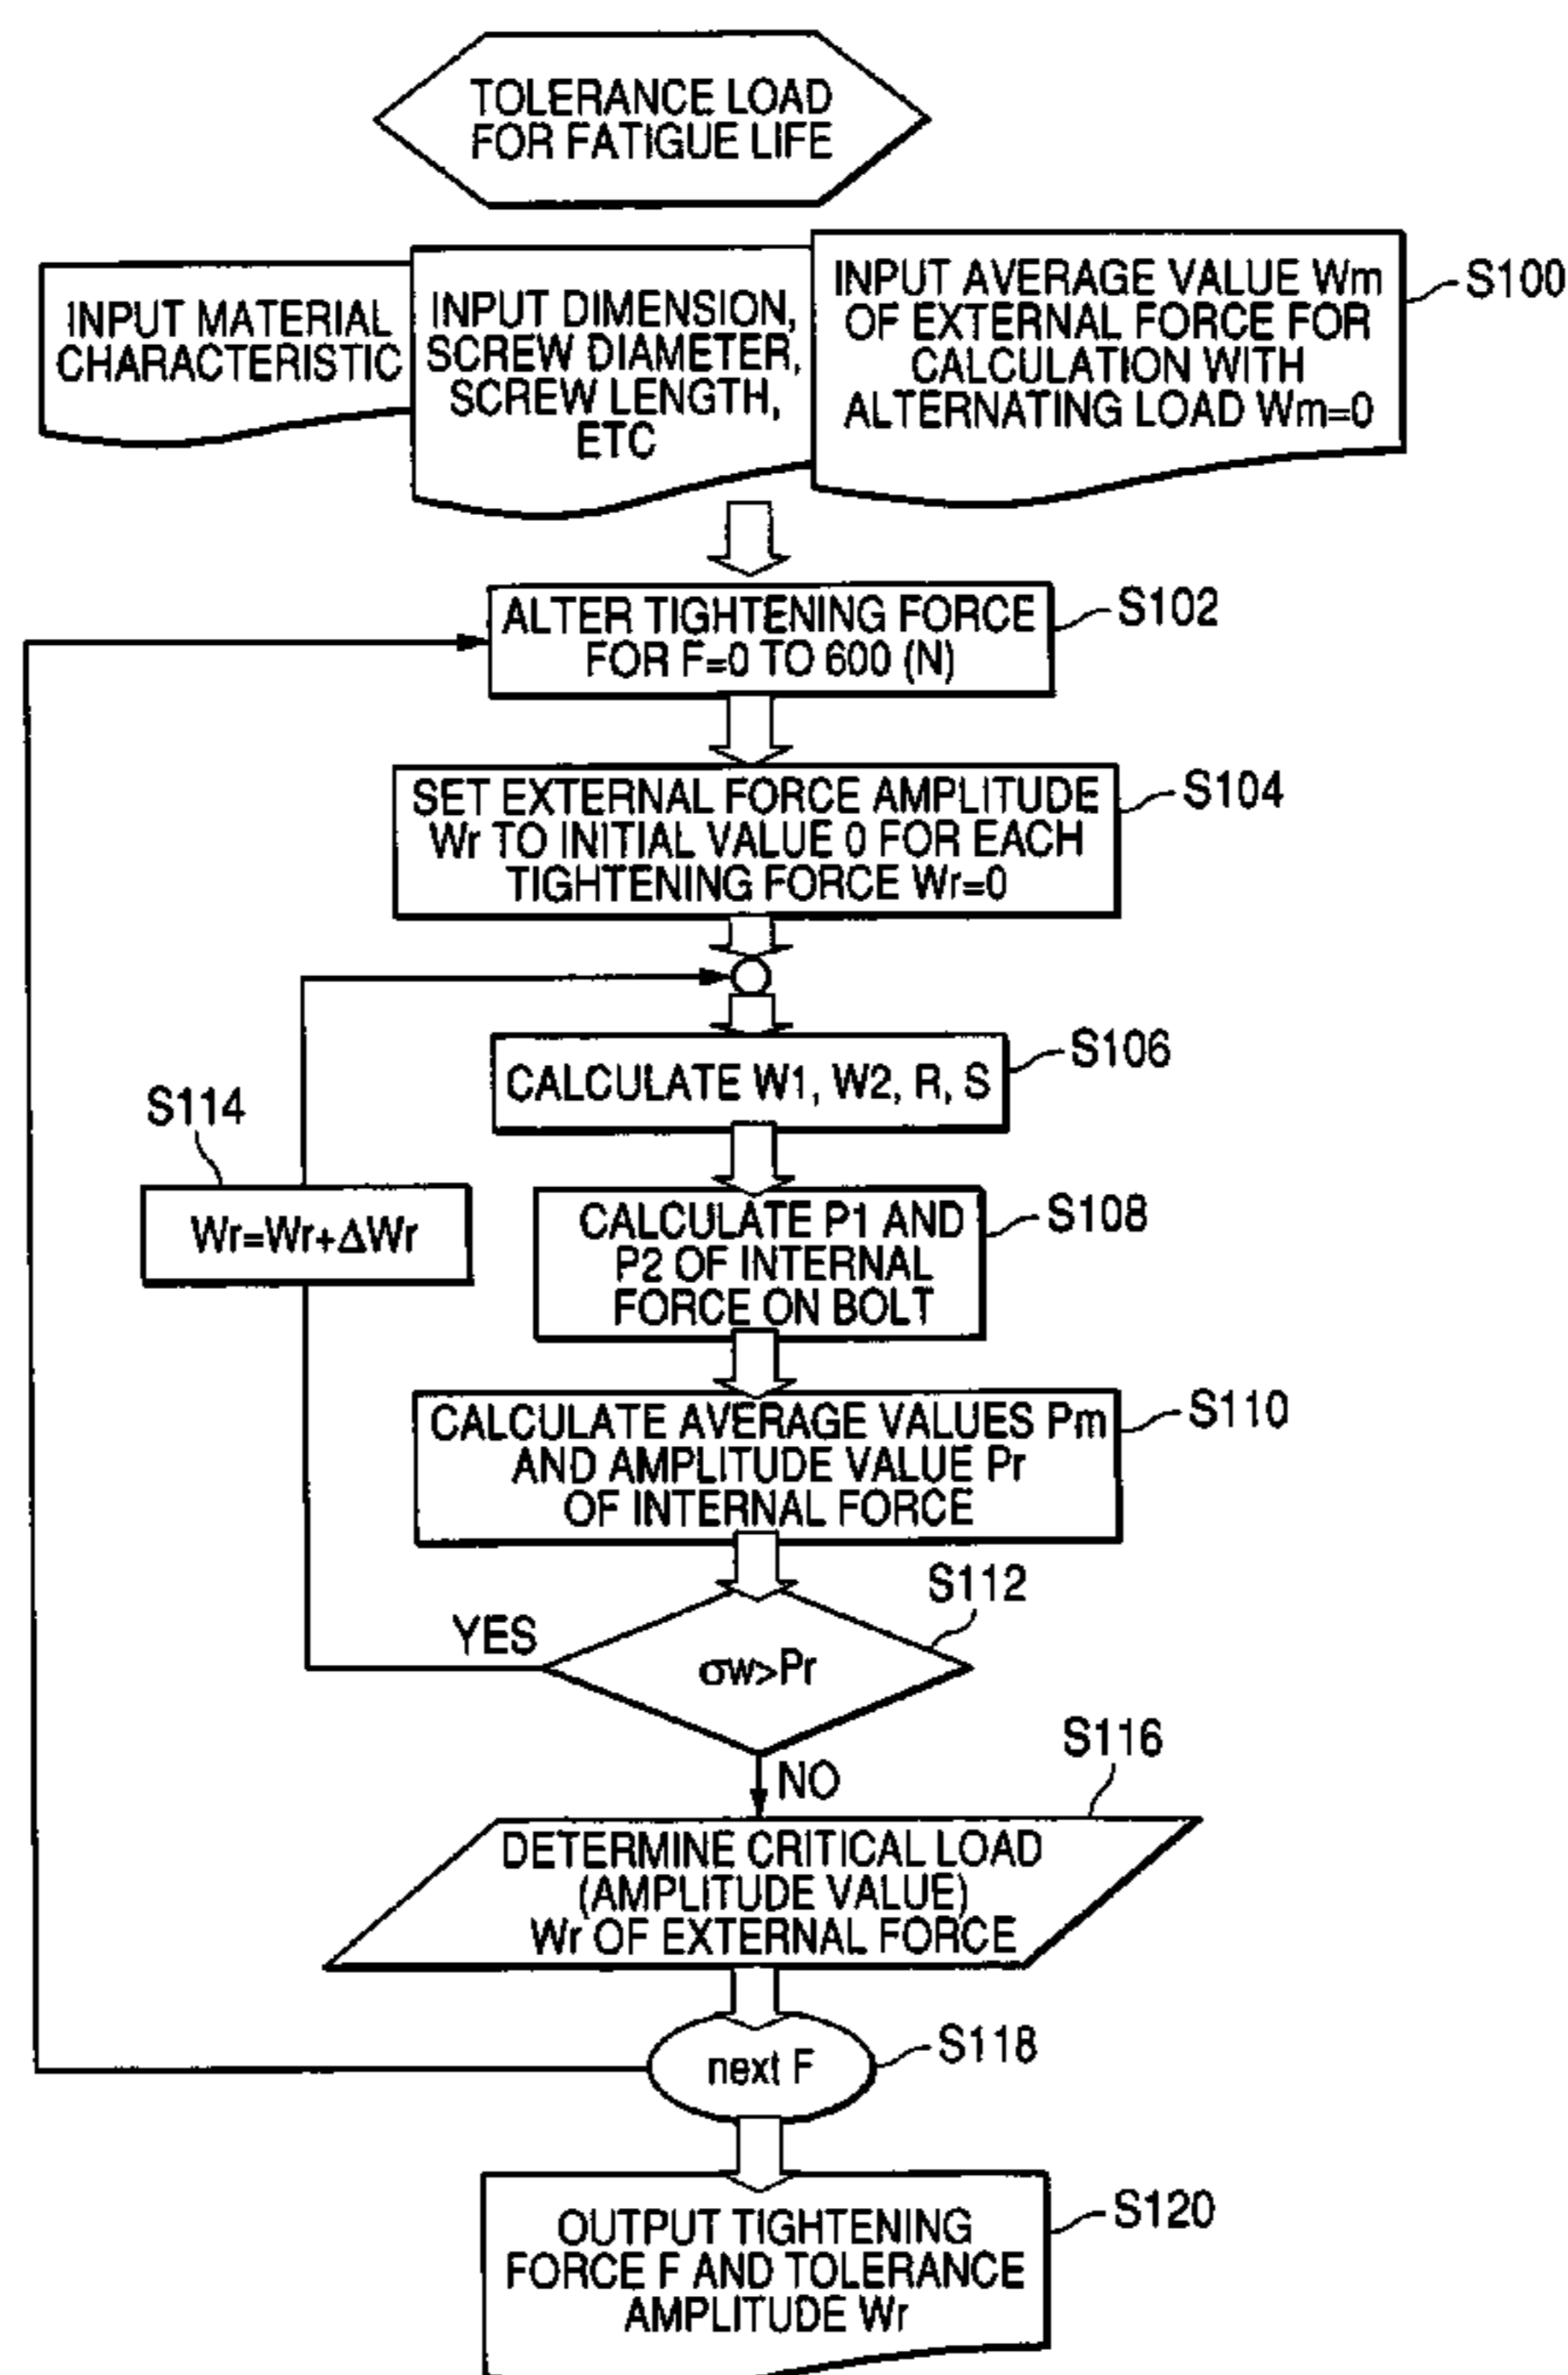 TOLERANCE LOAD
FOR FATIGUE LIFE
INPUT MATERIAL
CHARACTERISTIC
INPUT DIMENSION,
SCREW DIAMETER,
SCREW LENGTH,
ETC
INPUT AVERAGE VALUE Wm
OF EXTERNAL FORCE FOR
CALCULATION WITH
ALTERNATING LOAD Wm=0
S100
ALTER TIGHTENING FORCE
FOR F=0 TO 600 (N)
S102
SET EXTERNAL FORCE AMPLITUDE
Wr TO INITIAL VALUE 0 FOR EACH
TIGHTENING FORCE Wr=0
S104
CALCULATE W1, W2, R, S
S106
S114
Wr=Wr+ΔWr
CALCULATE P1 AND
P2 OF INTERNAL
FORCE ON BOLT
S108
CALCULATE AVERAGE VALUES Pm
AND AMPLITUDE VALUE Pr
OF INTERNAL FORCE
S110
S112
YES
σw>Pr
NO
S116
DETERMINE CRITICAL LOAD
(AMPLITUDE VALUE)
Wr OF EXTERNAL FORCE
next F
S118
OUTPUT TIGHTENING
FORCE F AND TOLERANCE
AMPLITUDE Wr
S120